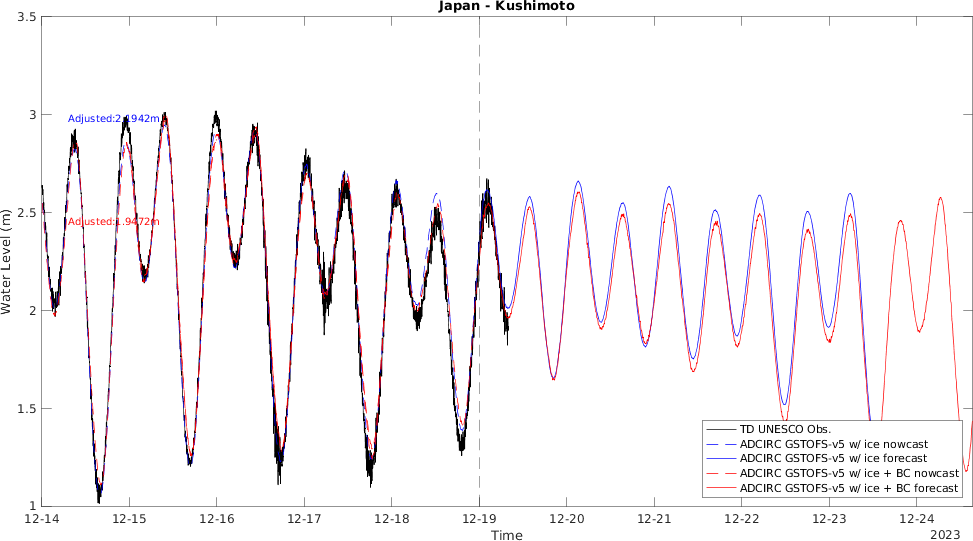 Japan - Kushimoto
Water Level (m)
3.5
3
2.5
2
1.5
1
Adjusted:2.1942m
Adjusted:1.9472m
TD UNESCO Obs.
ADCIRC GSTOFS-v5 w/ ice nowcast
ADCIRC GSTOFS-v5 w/ ice forecast
ADCIRC GSTOFS-v5 w/ ice + BC nowcast
ADCIRC GSTOFS-v5 w/ ice + BC forecast
12-14 12-15 12-16 12-17 12-18 12-19 12-20 12-21 12-22 12-23 12-24
Time
2023